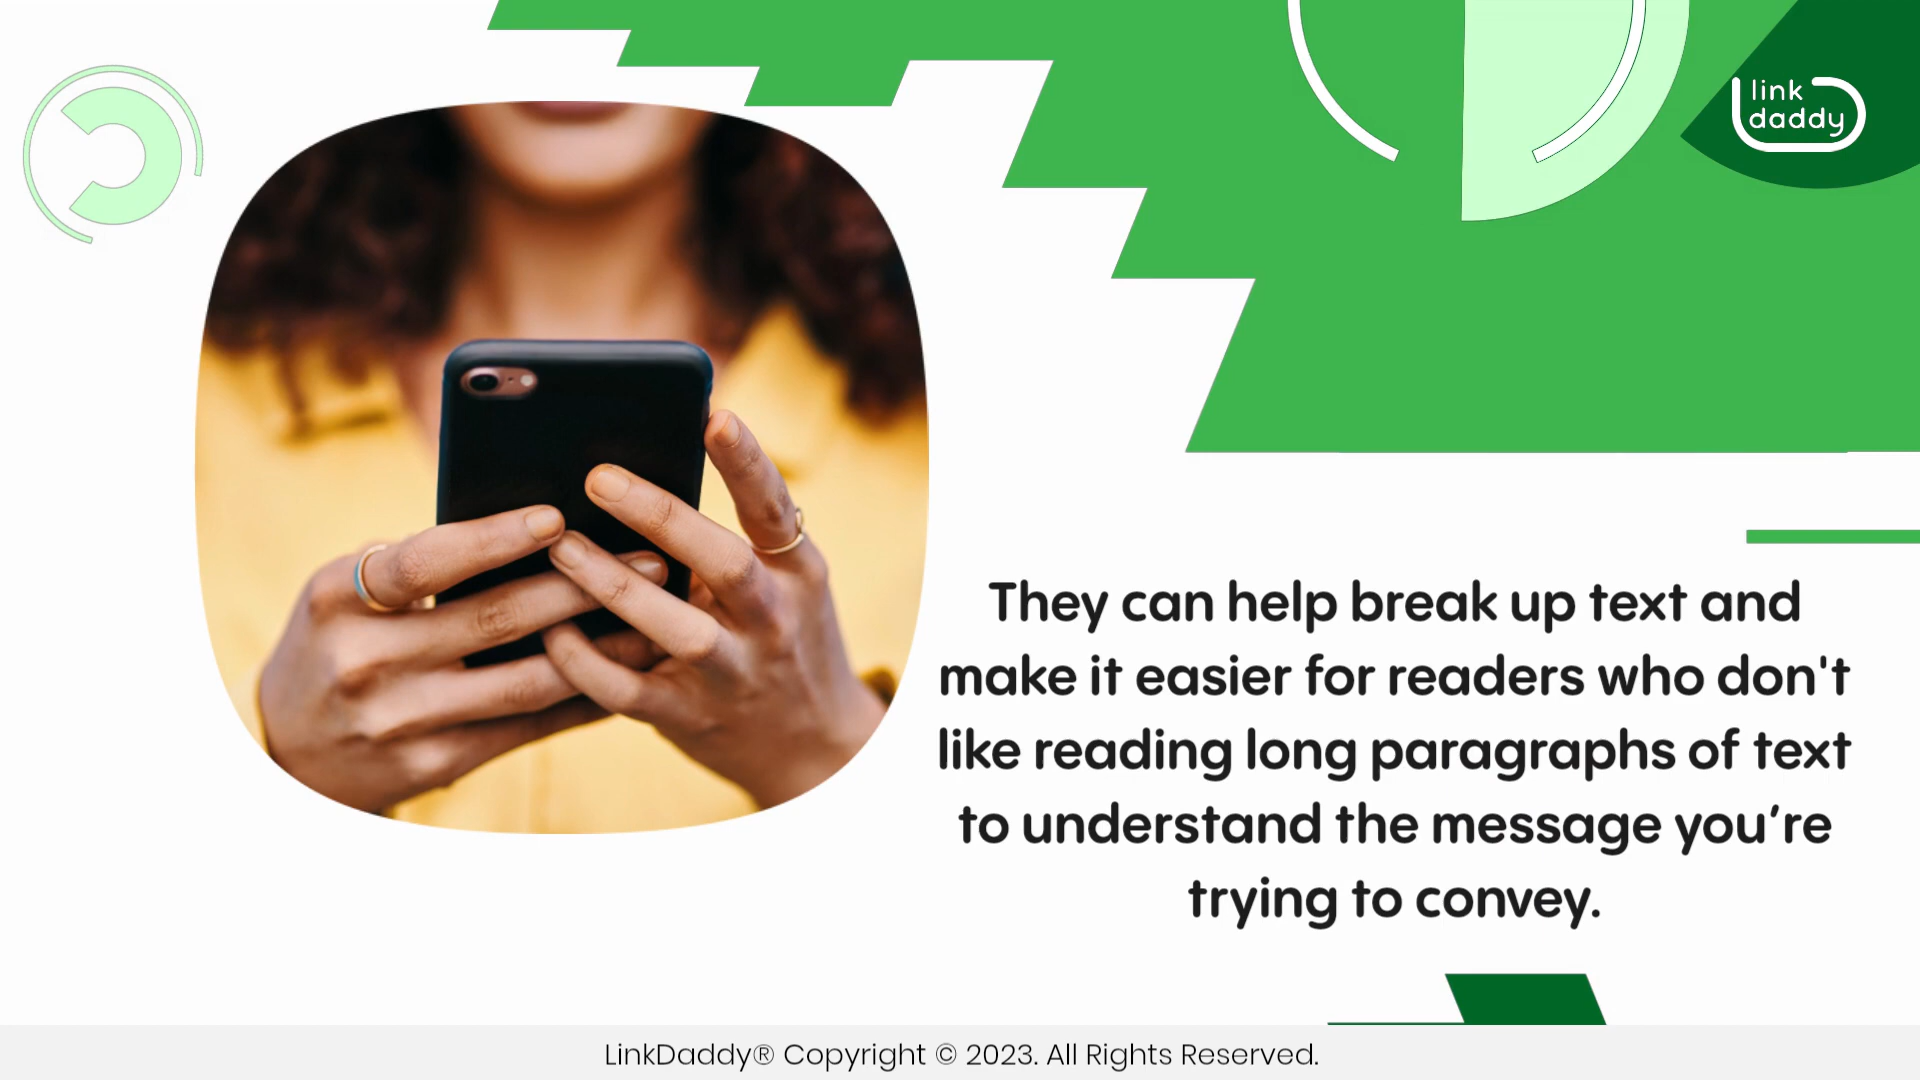 link
daddy
They can help break up text and
make it easier for readers who don't
like reading long paragraphs of text
to understand the message you’re
trying to convey.
LinkDaddy® Copyright © 2023. All Rights Reserved.